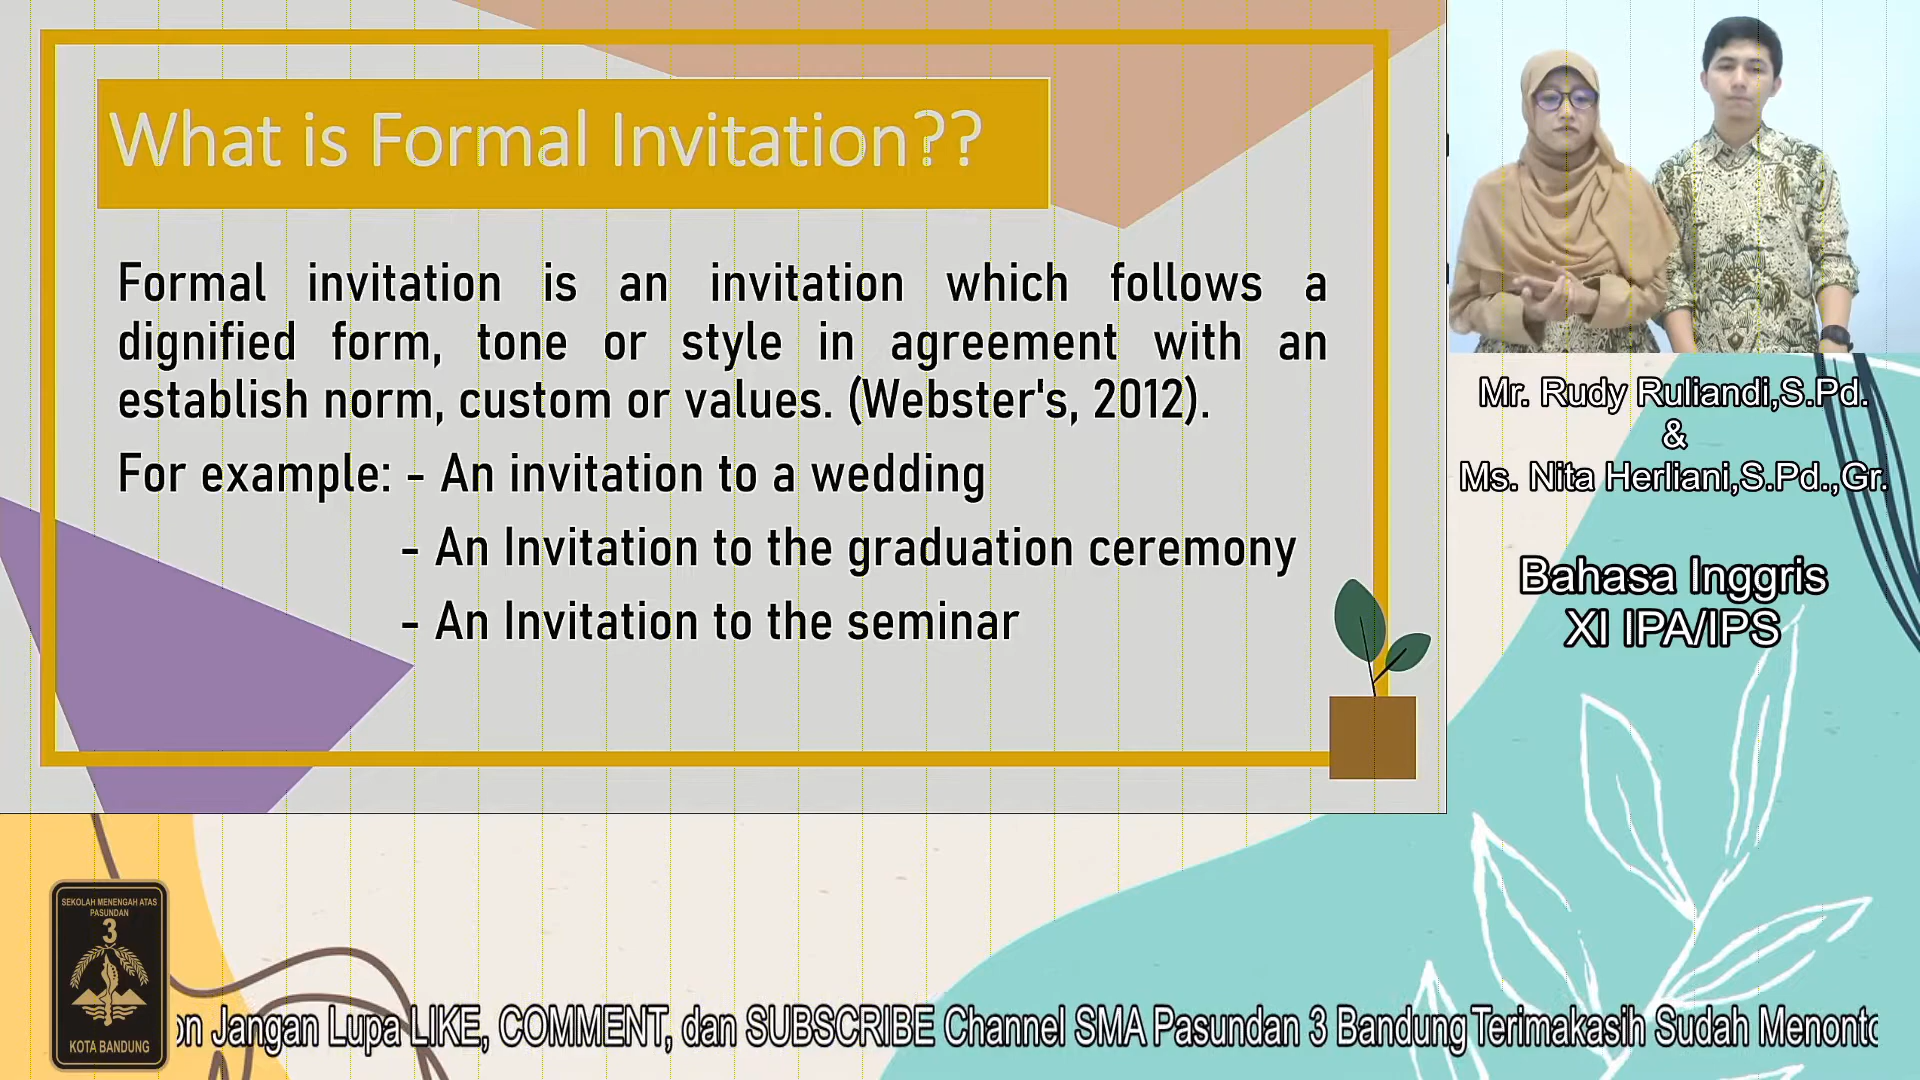 What is Formal Invitation??
Formal invitation is an invitation which follows a
dignified form, tone or style in agreement with an
establish norm, custom or values. (Webster's, 2012).
For example: - An invitation to a wedding
- An Invitation to the graduation ceremony
- An Invitation to the seminar
Mr. Rudy Ruliandi,S.Pd.
&
Ms. Nita Herliani,S.Pd.,Gr.
Bahasa Inggris
XI IPA/IPS
SEKOLAH MENENGAH ATAS
PASUNDAN
3
KOTA BANDUNG
Jangan Lupa LIKE, COMMENT, dan SUBSCRIBE Channel SMA Pasundan 3 Bandung Terimakasih Sudah